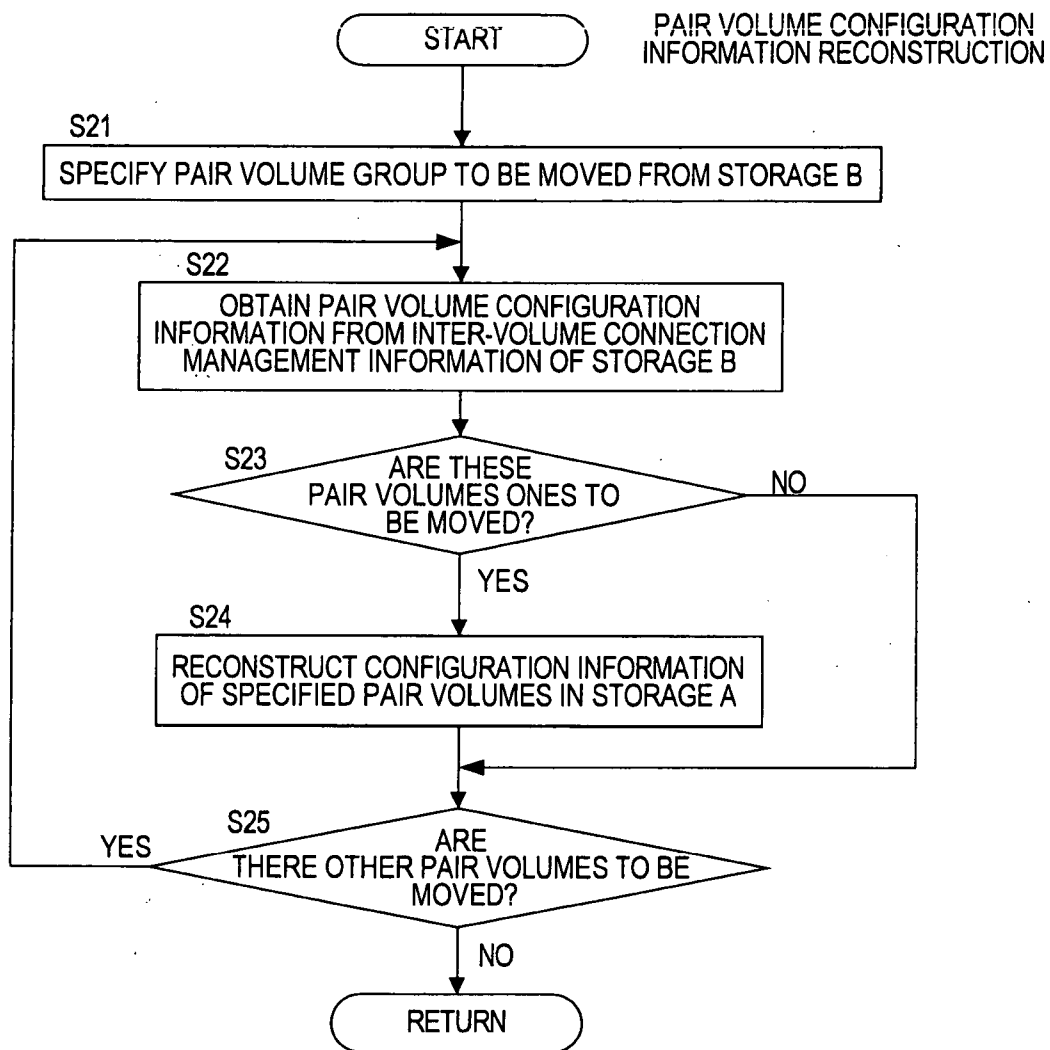 PAIR VOLUME CONFIGURATION
INFORMATION RECONSTRUCTION
START
S21
SPECIFY PAIR VOLUME GROUP TO BE MOVED FROM STORAGE B
S22
OBTAIN PAIR VOLUME CONFIGURATION
INFORMATION FROM INTER-VOLUME CONNECTION
MANAGEMENT INFORMATION OF STORAGE B
S23
ARE THESE
PAIR VOLUMES ONES TO
BE MOVED?
NO
YES
S24
RECONSTRUCT CONFIGURATION INFORMATION
OF SPECIFIED PAIR VOLUMES IN STORAGE A
S25
YES
ARE
THERE OTHER PAIR VOLUMES TO BE
MOVED?
NO
RETURN